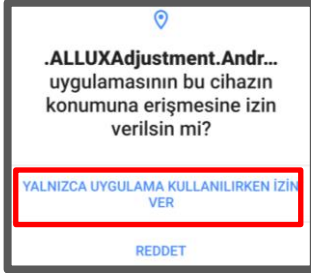 .ALLUXAdjustment.Andr...
uygulamasının bu cihazın
konumuna erişmesine izin
verilsin mi?
YALNIZCA UYGULAMA KULLANILIRKEN İZİN
VER
REDDET